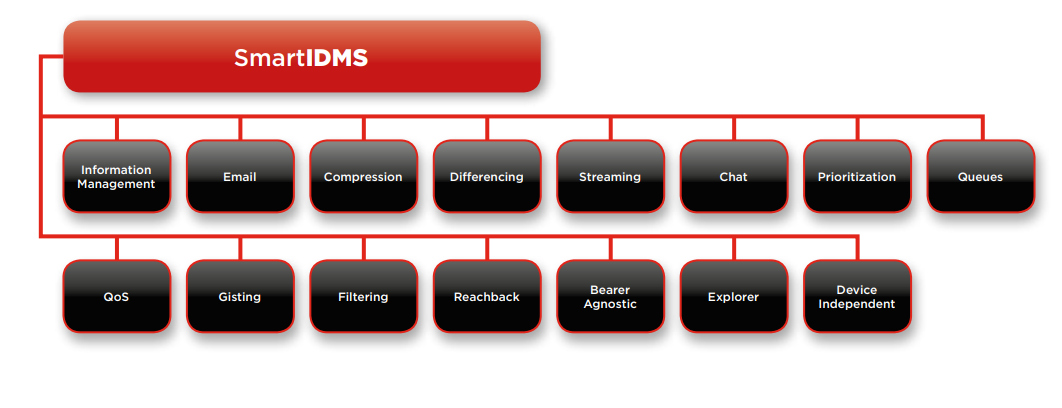 SmartIDMS
Information
Management
Email
Compression
Differencing
Streaming
Chat
Prioritization
Queues
QoS
Gisting
Filtering
Reachback
Bearer
Agnostic
Explorer
Device
Independent